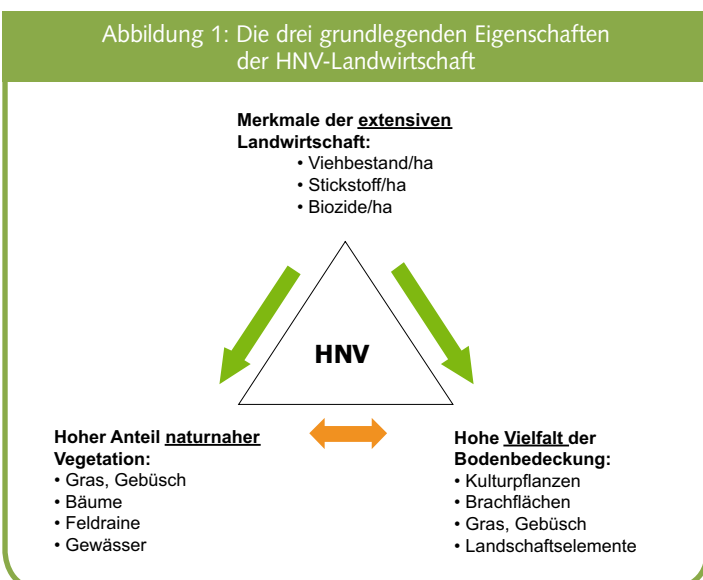 Abbildung 1: Die drei grundlegenden Eigenschaften
der HNV-Landwirtschaft
Merkmale der extensiven
Landwirtschaft:
• Viehbestand/ha
• Stickstoff/ha
• Biozide/ha
HNV
Hoher Anteil naturnaher
Vegetation:
• Gras, Gebüsch
• Bäume
• Feldraine
• Gewässer
Hohe Vielfalt der
Bodenbedeckung:
• Kulturpflanzen
• Brachflächen
• Gras, Gebüsch
• Landschaftselemente